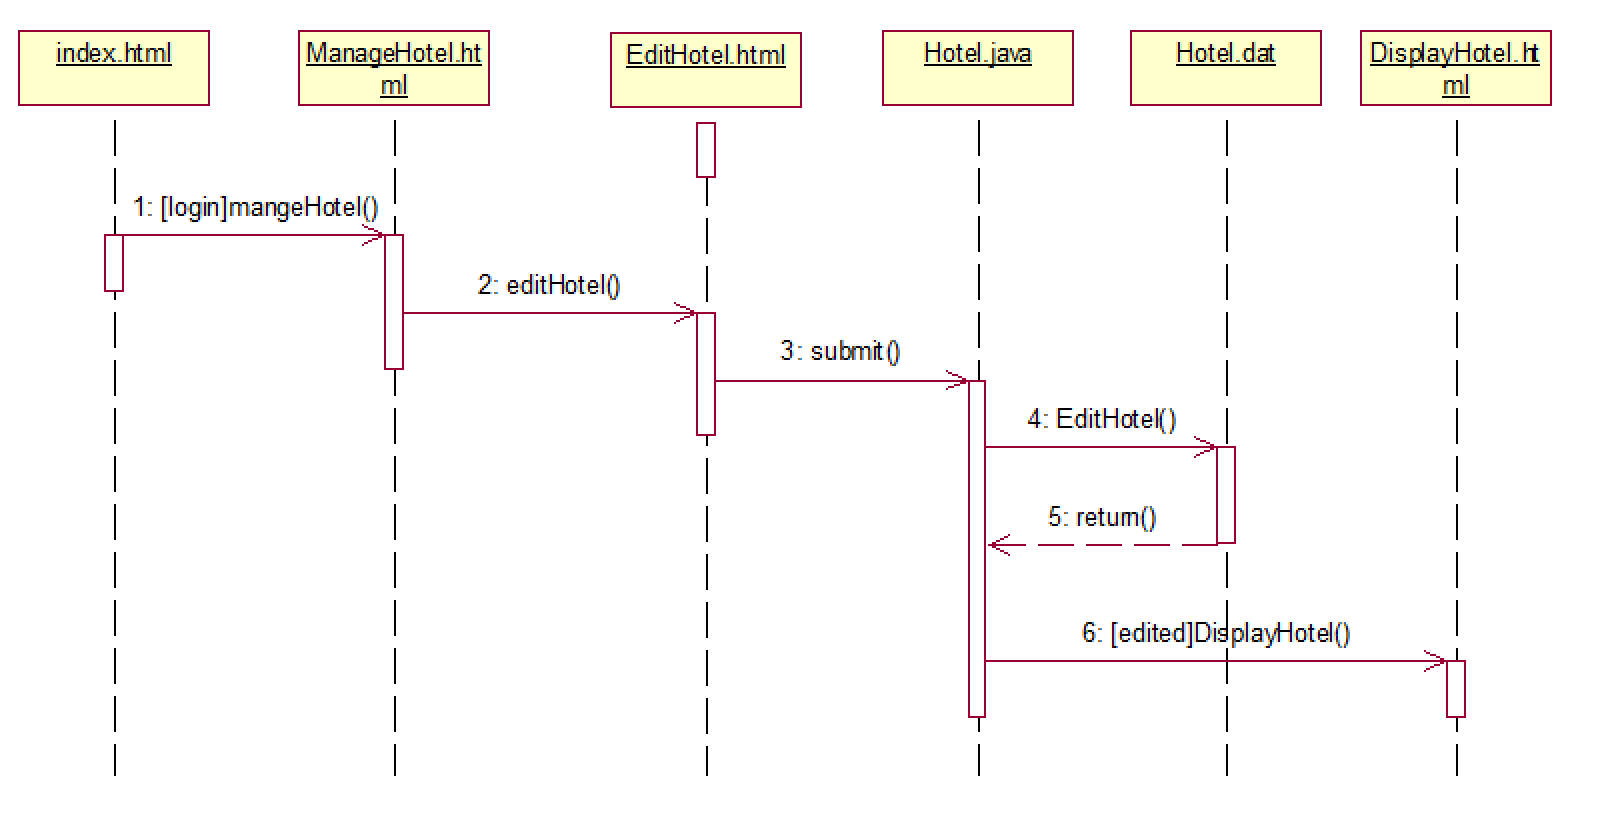 index.html
ManageHotel.ht
ml
EditHotel.html
Hotel.java
Hotel.dat
DisplayHotel.ht
ml
1: [login]mangeHotel()
2: editHotel()
3: submit()
4: EditHotel()
5: return()
6: [edited]DisplayHotel()